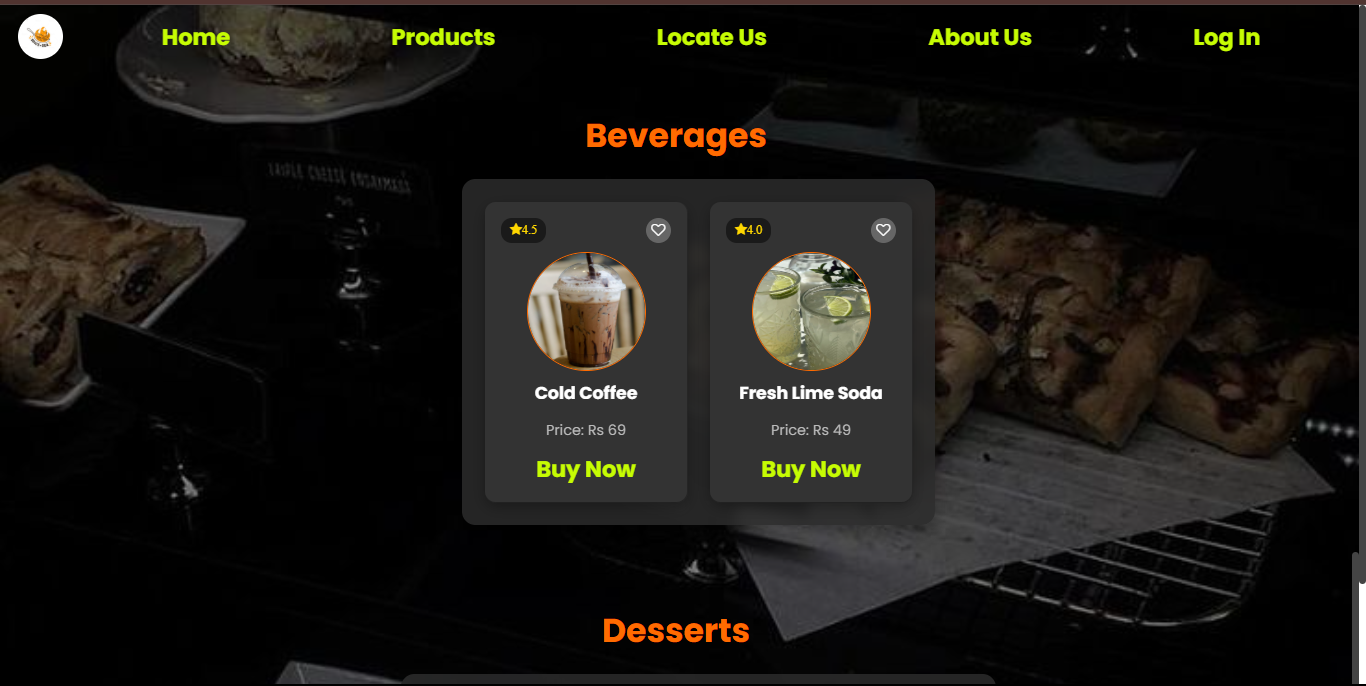 Home Products Locate Us About Us Log In
Beverages
4.5
4.0
Cold Coffee
Fresh Lime Soda
Price: Rs 69
Price: Rs 49
Buy Now
Buy Now
Desserts